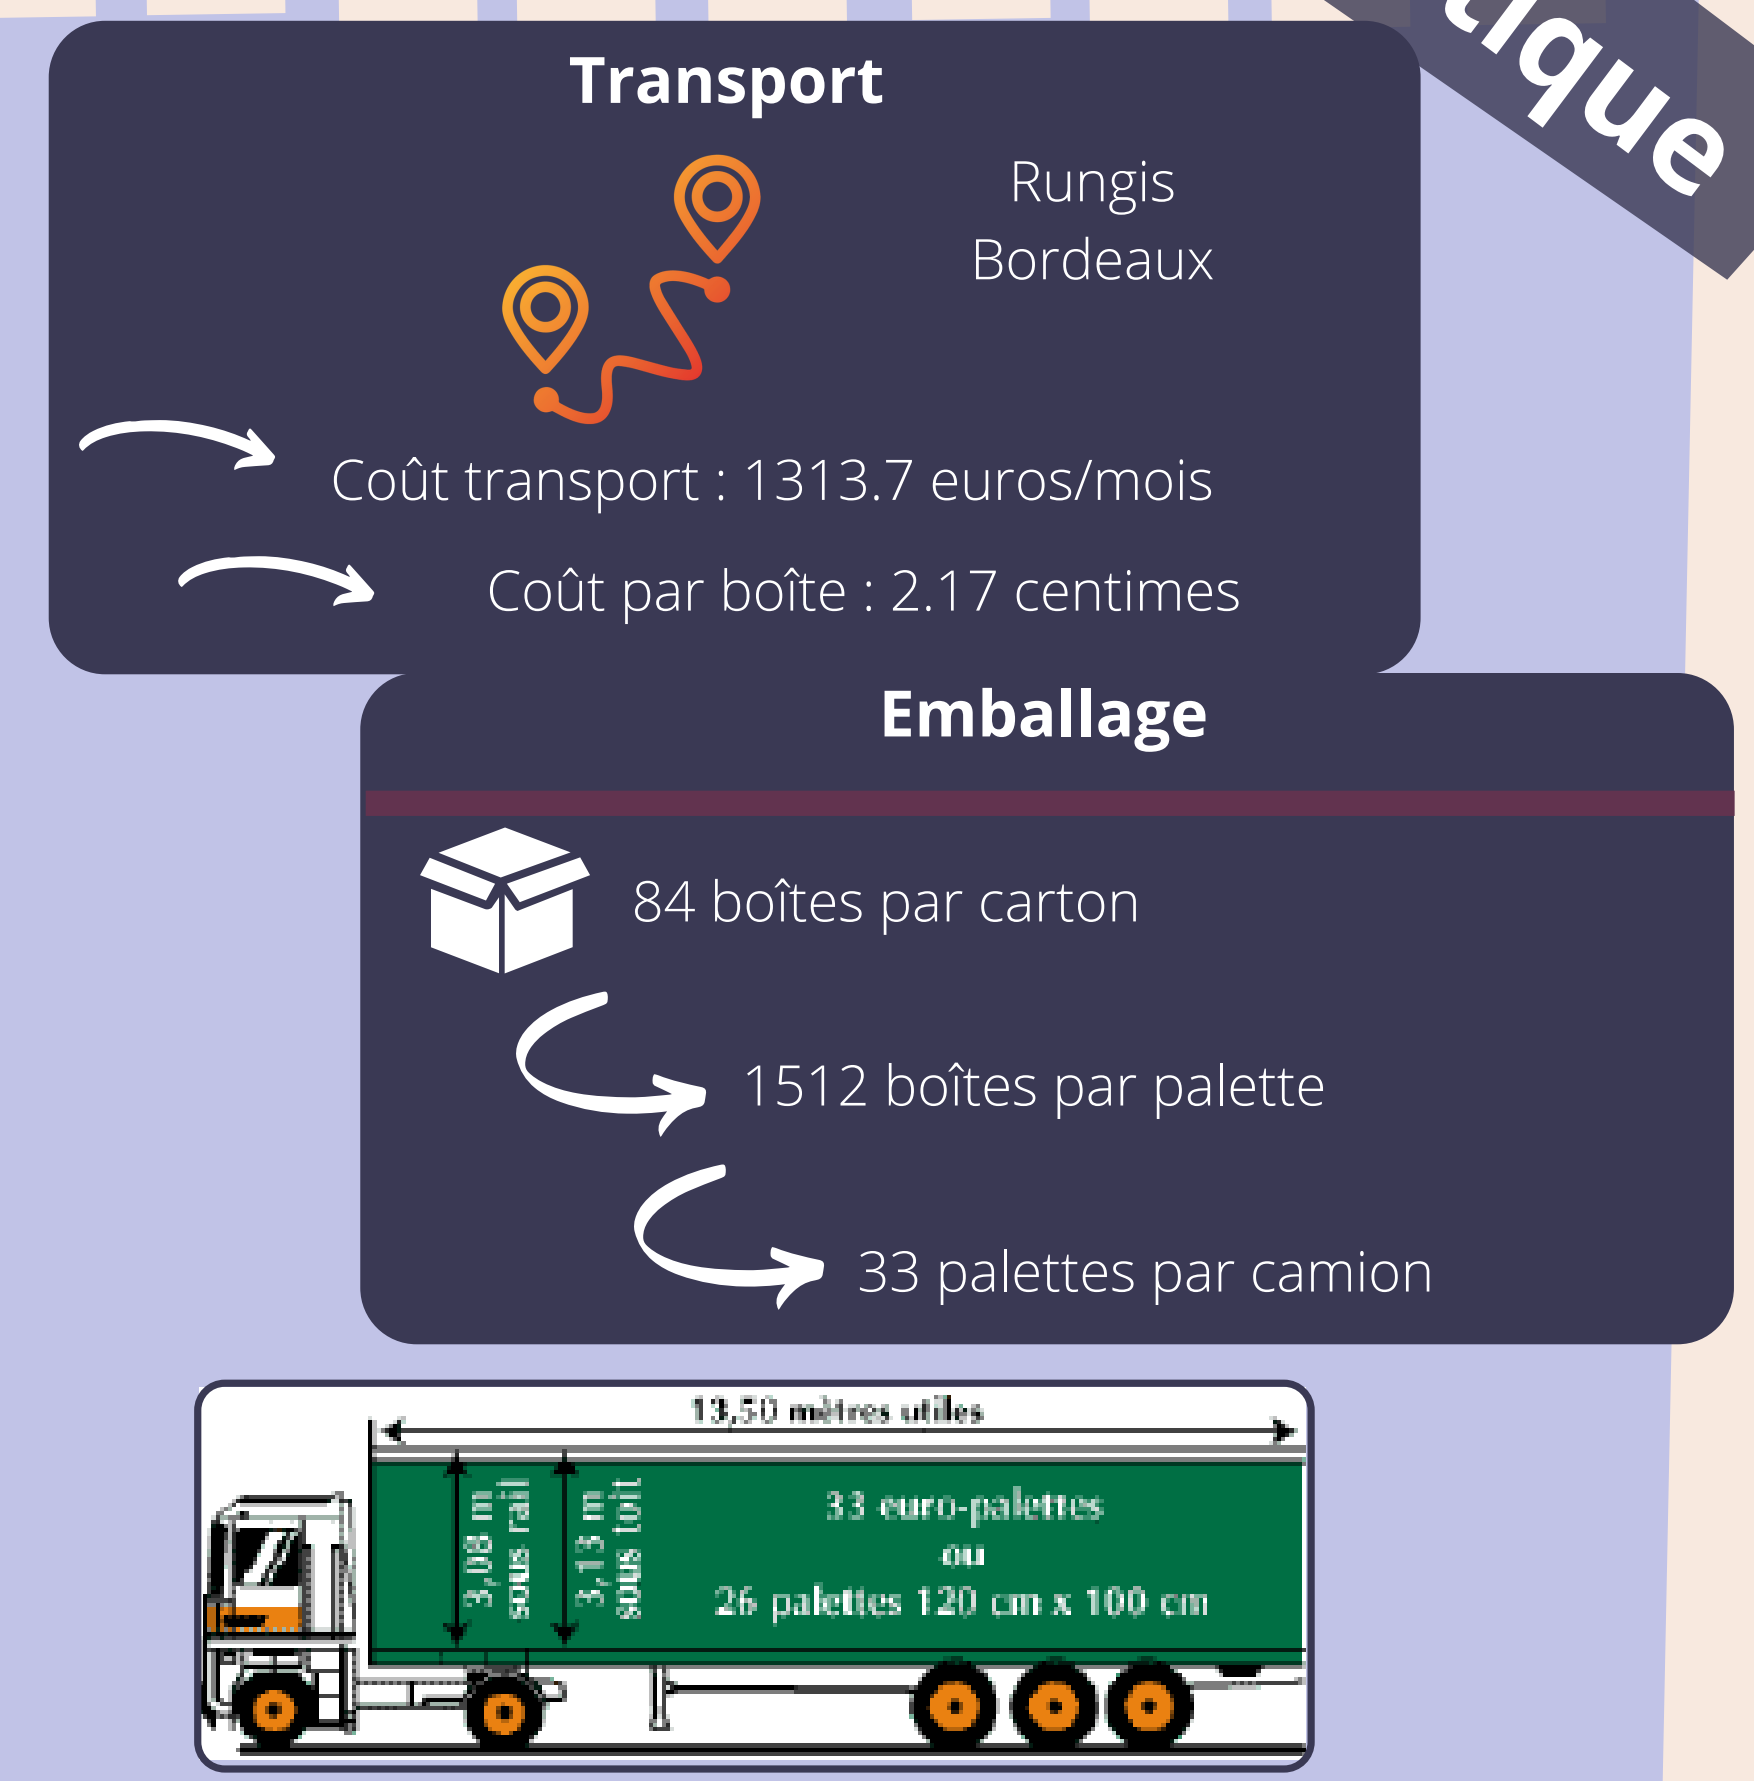 tique
Transport
Rungis
Bordeaux
Coût transport : 1313.7 euros/mois
Coût par boîte : 2.17 centimes
Emballage
84 boîtes par carton
1512 boîtes par palette
33 palettes par camion
13,50 mètres utiles
3,08 m
sous rail
3,13 m
sous toit
33 euro-palettes
ou
26 palettes 120 cm x 100 cm